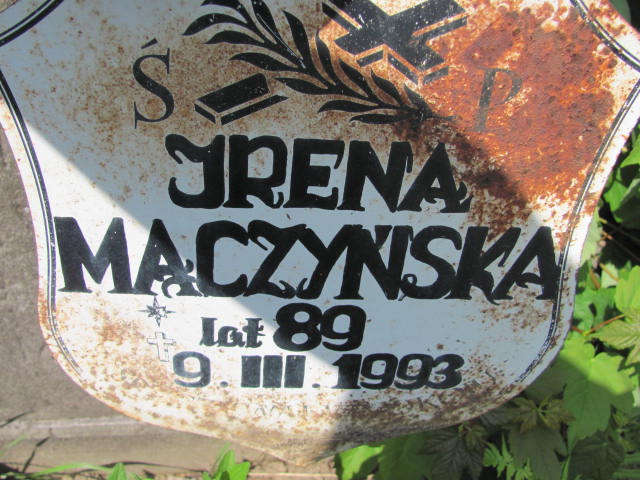 Ś P
IRENA
MĄCZYŃSKA
lat 89
9. III. 1993